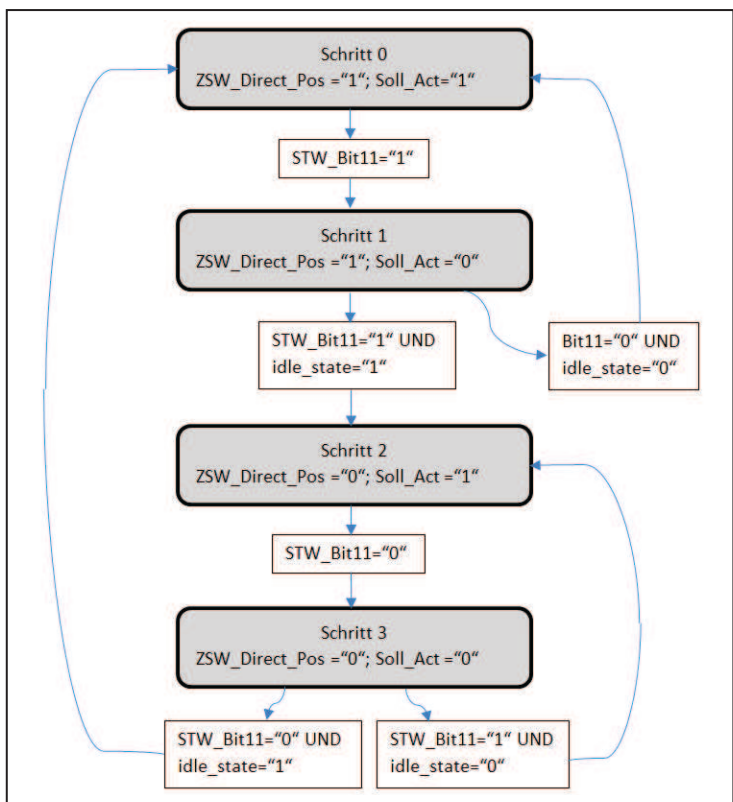 Schritt 0
ZSW_Direct_Pos =“1“; Soll_Act=“1“
STW_Bit11=“1“
Schritt 1
ZSW_Direct_Pos =“1“; Soll_Act =“0“
STW_Bit11=“1“ UND
idle_state=“1“
Bit11=“0“ UND
idle_state=“0“
Schritt 2
ZSW_Direct_Pos =“0“; Soll_Act =“1“
STW_Bit11=“0“
Schritt 3
ZSW_Direct_Pos =“0“; Soll_Act =“0“
STW_Bit11=“0“ UND
idle_state=“1“
STW_Bit11=“1“ UND
idle_state=“0“